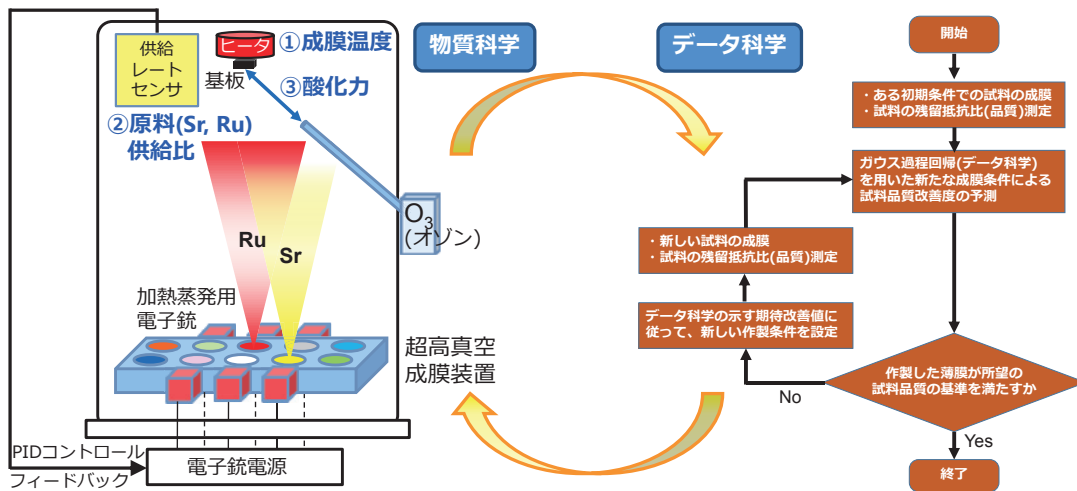 供給
レート
センサ
ヒータ
①成膜温度
基板
③酸化力
②原料(Sr, Ru)
供給比
O3
(オゾン)
Ru
Sr
加熱蒸発用
電子銃
超高真空
成膜装置
PIDコントロール
フィードバック
電子銃電源
物質科学
データ科学
開始
・ある初期条件での試料の成膜
・試料の残留抵抗比(品質)測定
ガウス過程回帰(データ科学)
を用いた新たな成膜条件による
試料品質改善度の予測
・新しい試料の成膜
・試料の残留抵抗比(品質)測定
データ科学の示す期待改善値に
従って、新しい作製条件を設定
作製した薄膜が所望の
試料品質の基準を満たすか
No
Yes
終了